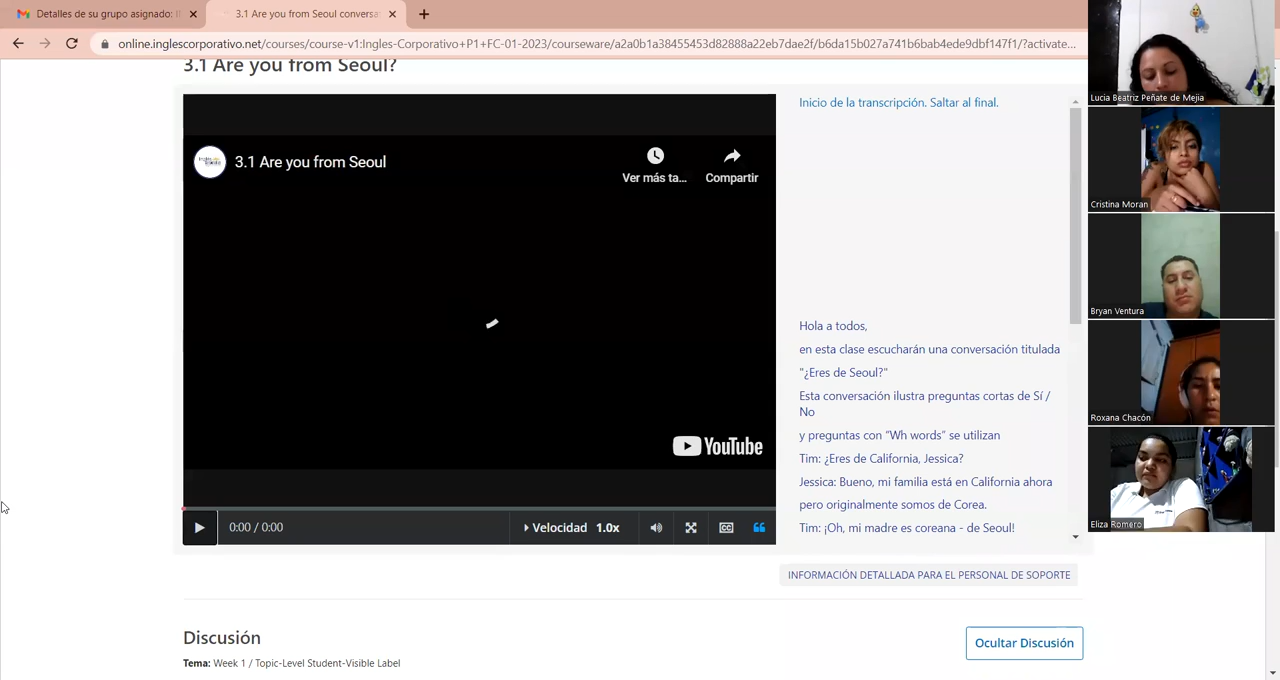 Detalles de su grupo asignado: I
3.1 Are you from Seoul conversa
online.inglescorporativo.net/courses/course-v1:Ingles-Corporativo+P1+FC-01-2023/courseware/a2a0b1a38455453d82888a22eb7dae2f/b6da15b027a741b6bab4ede9dbf147f1/?activate...
3.1 Are you from Seoul?
3.1 Are you from Seoul
Ver más ta...
Compartir
YouTube
0:00 / 0:00
Velocidad 1.0x
Inicio de la transcripción. Saltar al final.
Hola a todos,
en esta clase escucharán una conversación titulada
"¿Eres de Seoul?"
Esta conversación ilustra preguntas cortas de Sí /
No
y preguntas con “Wh words” se utilizan
Tim: ¿Eres de California, Jessica?
Jessica: Bueno, mi familia está en California ahora
pero originalmente somos de Corea.
Tim: ¡Oh, mi madre es coreana - de Seoul!
INFORMACIÓN DETALLADA PARA EL PERSONAL DE SOPORTE
Discusión
Tema: Week 1 / Topic-Level Student-Visible Label
Ocultar Discusión
Lucia Beatriz Peñate de Mejia
Cristina Moran
Bryan Ventura
Roxana Chacón
Eliza Romero